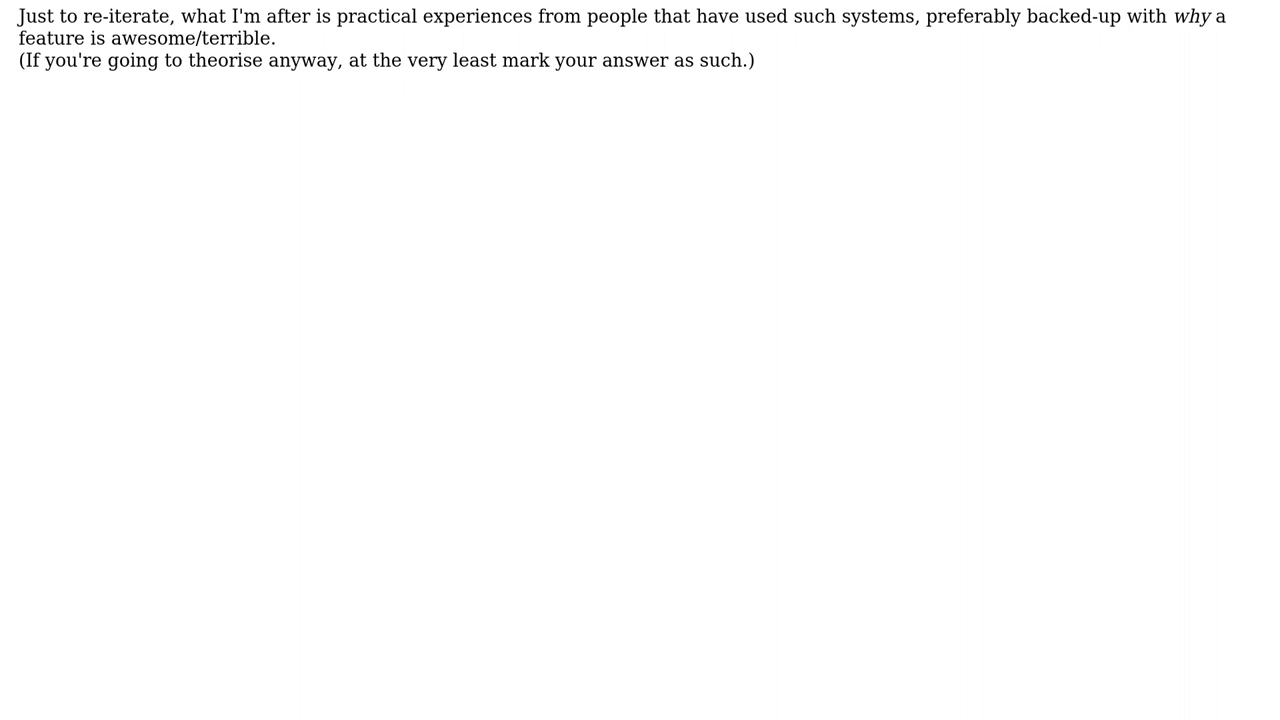 Just to re-iterate, what I'm after is practical experiences from people that have used such systems, preferably backed-up with why a
feature is awesome/terrible.
(If you're going to theorise anyway, at the very least mark your answer as such.)